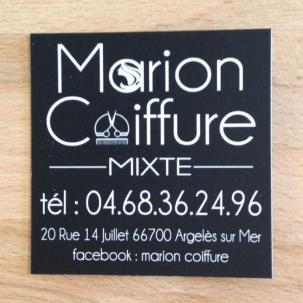 Marion
Coiffure
MIXTE
tél : 04.68.36.24.96
20 Rue 14 Juillet 66700 Argelès sur Mer
facebook : marion coiffure